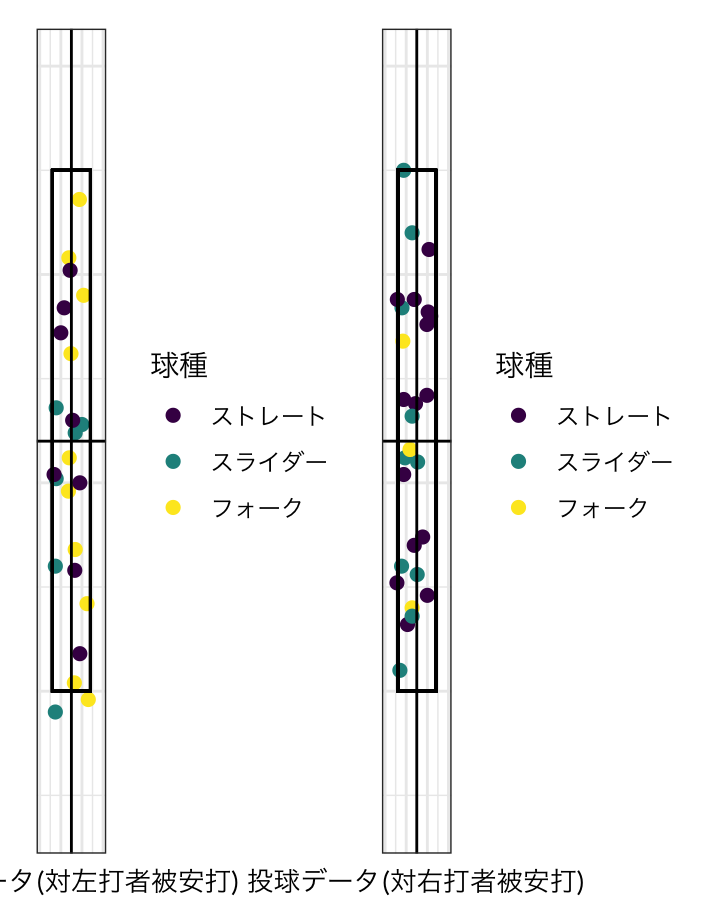 球種
ストレート
スライダー
フォーク
球種
ストレート
スライダー
フォーク
ータ(対左打者被安打)
投球データ(対右打者被安打)